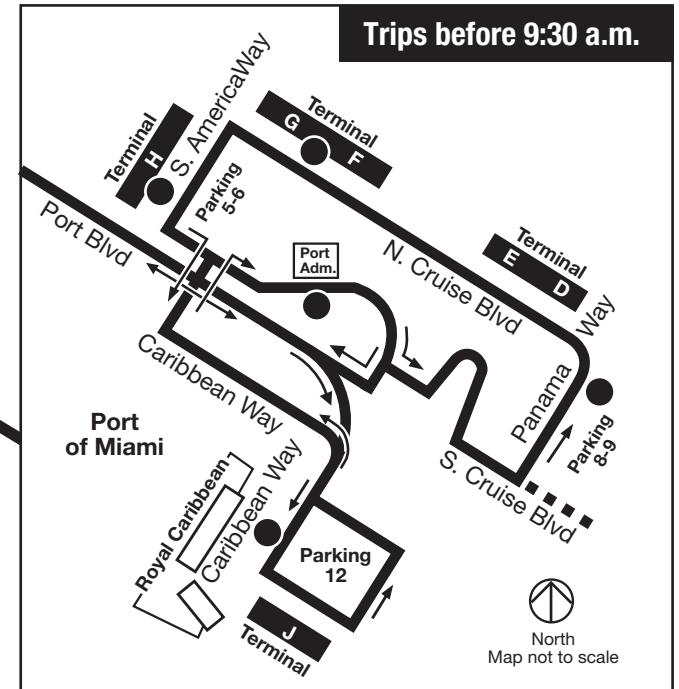 Trips before 9:30 a.m.
S. AmericaWay
Terminal
G F
Terminal
H
Parking
5-6
Port Blvd
Port
Adm.
N. Cruise Blvd
Terminal
E D
Panama Way
Parking
8-9
S. Cruise Blvd
Caribbean Way
Port
of Miami
Caribbean Way
Royal Caribbean
Parking
12
J
Terminal
North
Map not to scale